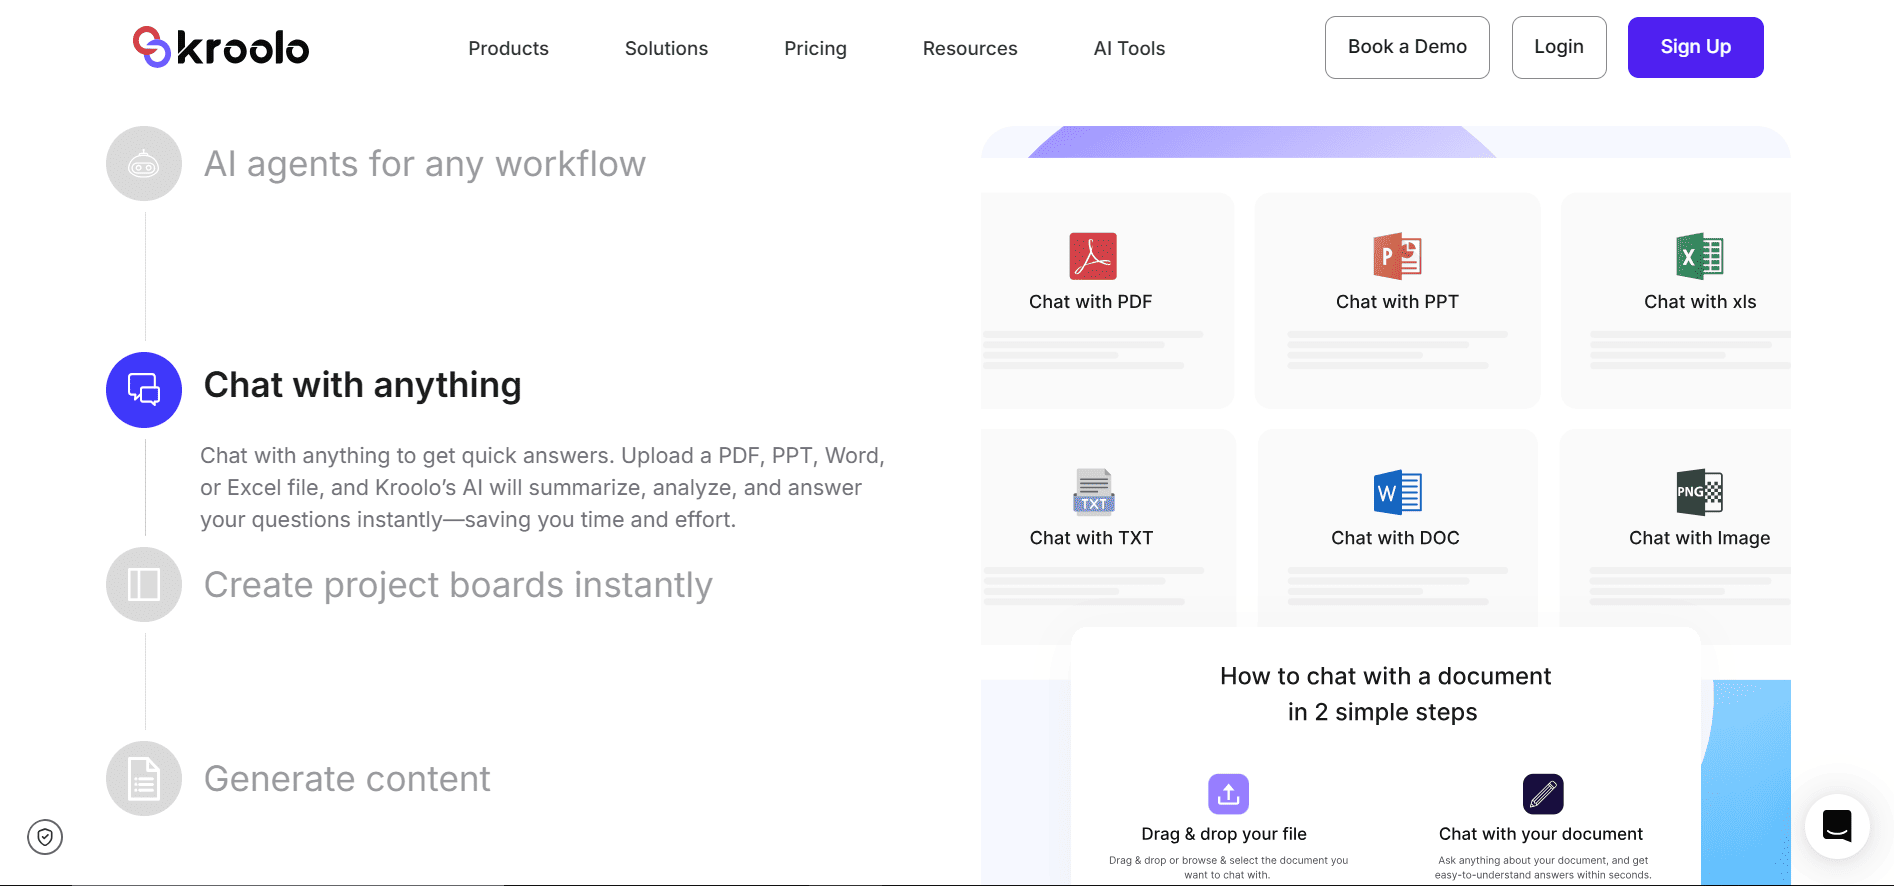 kroolo
Products
Solutions
Pricing
Resources
AI Tools
Book a Demo
Login
Sign Up
AI agents for any workflow
Chat with anything
Chat with anything to get quick answers. Upload a PDF, PPT, Word,
or Excel file, and Kroolo’s AI will summarize, analyze, and answer
your questions instantly—saving you time and effort.
Create project boards instantly
Generate content
Chat with PDF
P
Chat with PPT
X
Chat with xls
TXT
Chat with TXT
W
Chat with DOC
PNG
Chat with Image
How to chat with a document
in 2 simple steps
Drag & drop your file
Drag & drop or browse & select the document you
want to chat with.
Chat with your document
Ask anything about your document, and get
easy-to-understand answers within seconds.